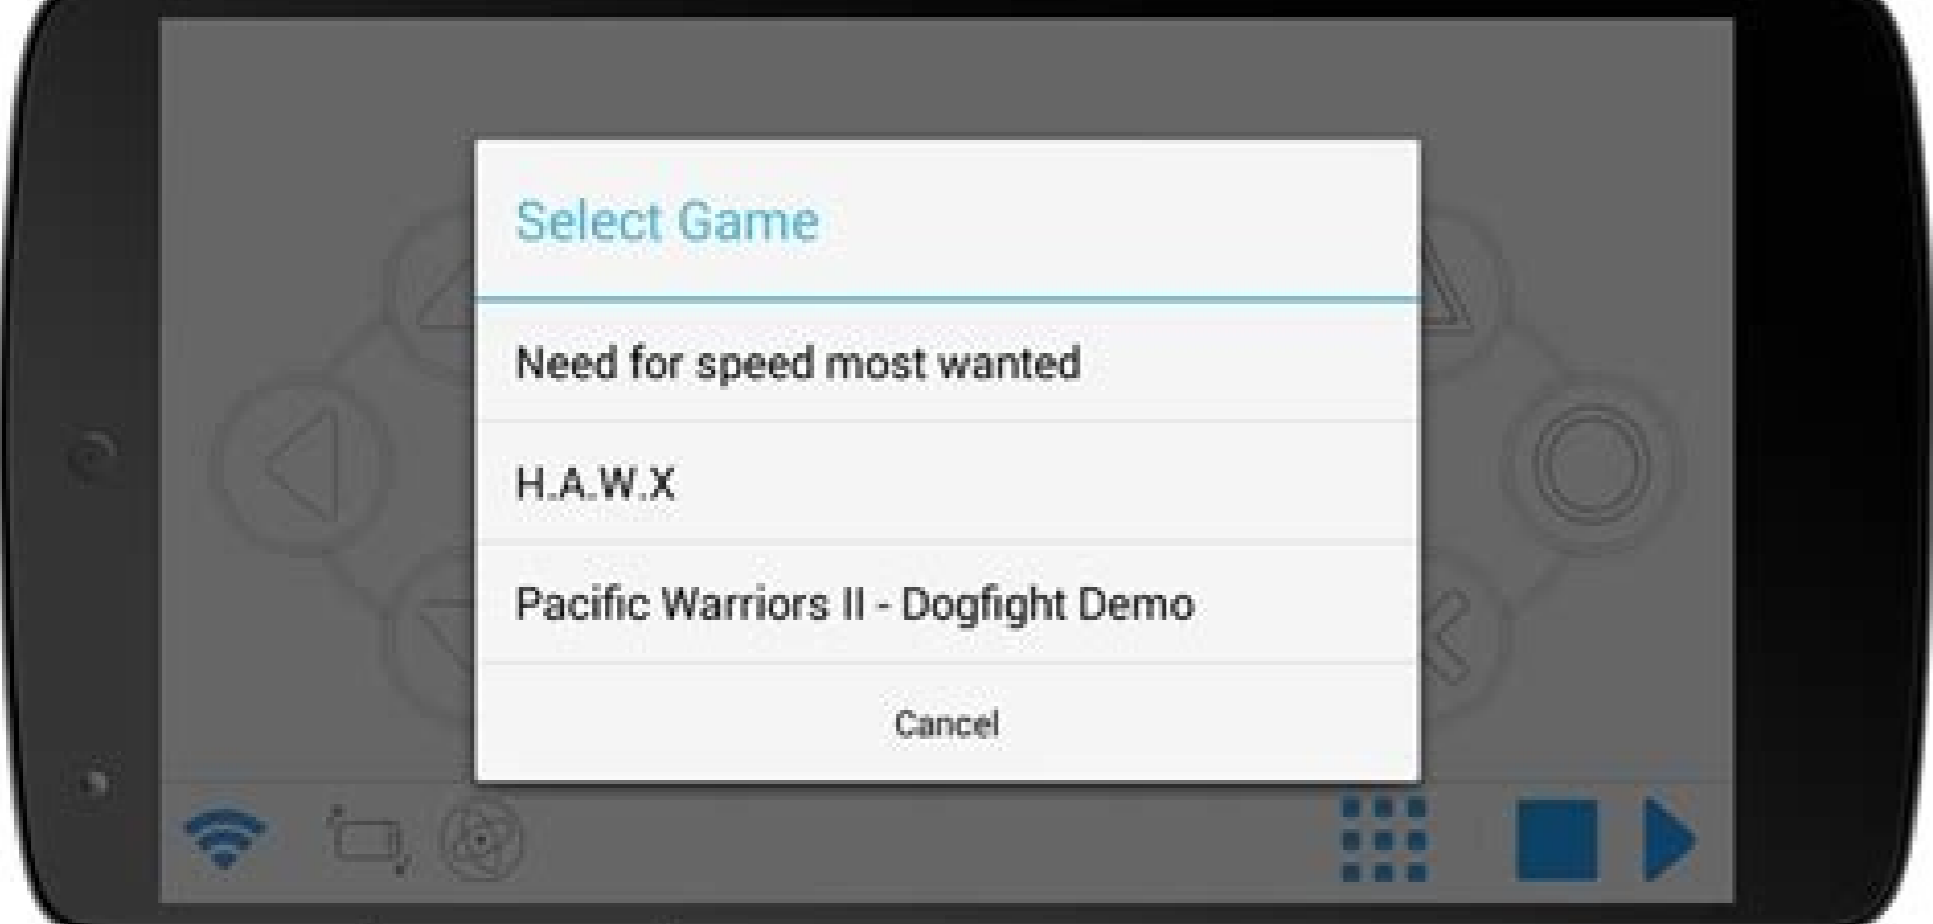 Select Game
Need for speed most wanted
H.A.W.X
Pacific Warriors II - Dogfight Demo
Cancel